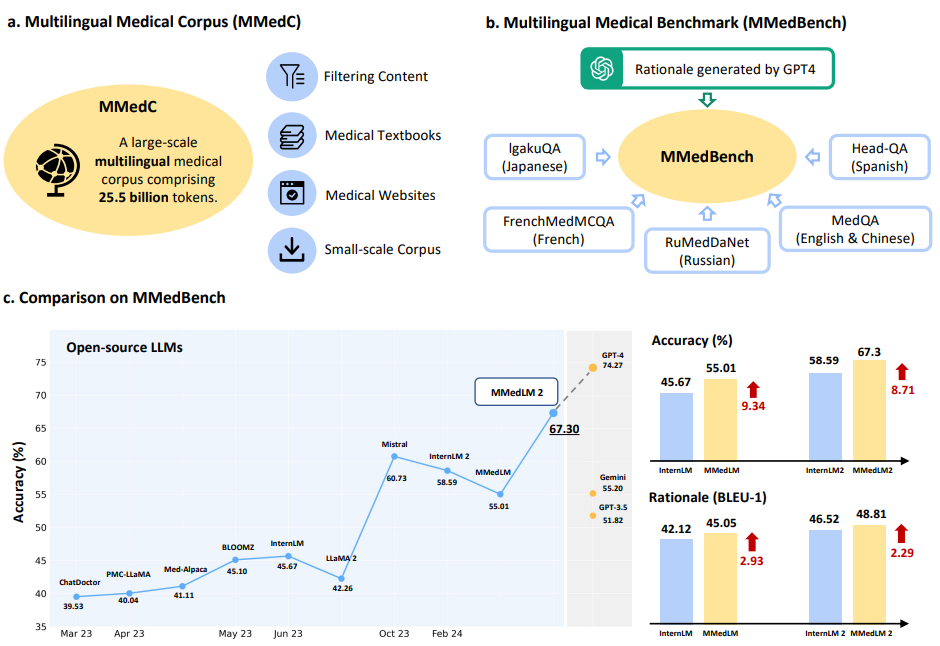 a. Multilingual Medical Corpus (MMedC)
MMedC
A large-scale
multilingual medical
corpus comprising
25.5 billion tokens.
Filtering Content
Medical Textbooks
Medical Websites
Small-scale Corpus
b. Multilingual Medical Benchmark (MMedBench)
Rationale generated by GPT4
MMedBench
IgakuQA
(Japanese)
Head-QA
(Spanish)
FrenchMedMCQA
(French)
RuMedDaNet
(Russian)
MedQA
(English & Chinese)
c. Comparison on MMedBench
Open-source LLMs
Accuracy (%)
75
70
65
60
55
50
45
40
35
ChatDoctor
39.53
PMC-LLaMA
40.04
Med-Alpaca
41.11
BLOOMZ
45.10
InternLM
45.67
LLaMA 2
42.26
Mistral
60.73
InternLM 2
58.59
MMedLM
55.01
MMedLM 2
67.30
GPT-4
74.27
Gemini
55.20
GPT-3.5
51.82
Mar 23
Apr 23
May 23
Jun 23
Oct 23
Feb 24
Accuracy (%)
45.67
55.01
9.34
58.59
67.3
8.71
InternLM
MMedLM
InternLM2
MMedLM2
Rationale (BLEU-1)
42.12
45.05
2.93
46.52
48.81
2.29
InternLM
MMedLM
InternLM 2
MMedLM 2